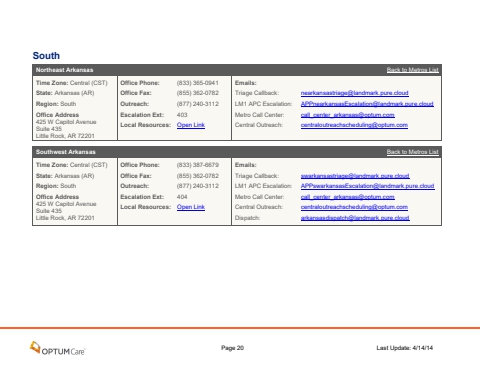 South
Northeast Arkansas Back to Metros List
Time Zone: Central (CST) Office Phone: (833) 365-0941 Emails:
State: Arkansas (AR) Office Fax: (855) 362-0782 Triage Callback: nearkansastriage@landmark.pure.cloud
Region: South Outreach: (877) 240-3112 LM1 APC Escalation: APPnearkansasEscalation@landmark.pure.cloud
Office Address Escalation Ext: 403 Metro Call Center: call_center_arkansas@optum.com
425 W Capitol Avenue Local Resources: Open Link Central Outreach: centraloutreachscheduling@optum.com
Suite 435
Little Rock, AR 72201
Southwest Arkansas Back to Metros List
Time Zone: Central (CST) Office Phone: (833) 387-6679 Emails:
State: Arkansas (AR) Office Fax: (855) 362-0782 Triage Callback: swarkansastriage@landmark.pure.cloud
Region: South Outreach: (877) 240-3112 LM1 APC Escalation: APPswarkansasEscalation@landmark.pure.cloud
Office Address Escalation Ext: 404 Metro Call Center: call_center_arkansas@optum.com
425 W Capitol Avenue Local Resources: Open Link Central Outreach: centraloutreachscheduling@optum.com
Suite 435
Little Rock, AR 72201 Dispatch: arkansasdispatch@landmark.pure.cloud
OPTUMCare Page 20 Last Update: 4/14/14